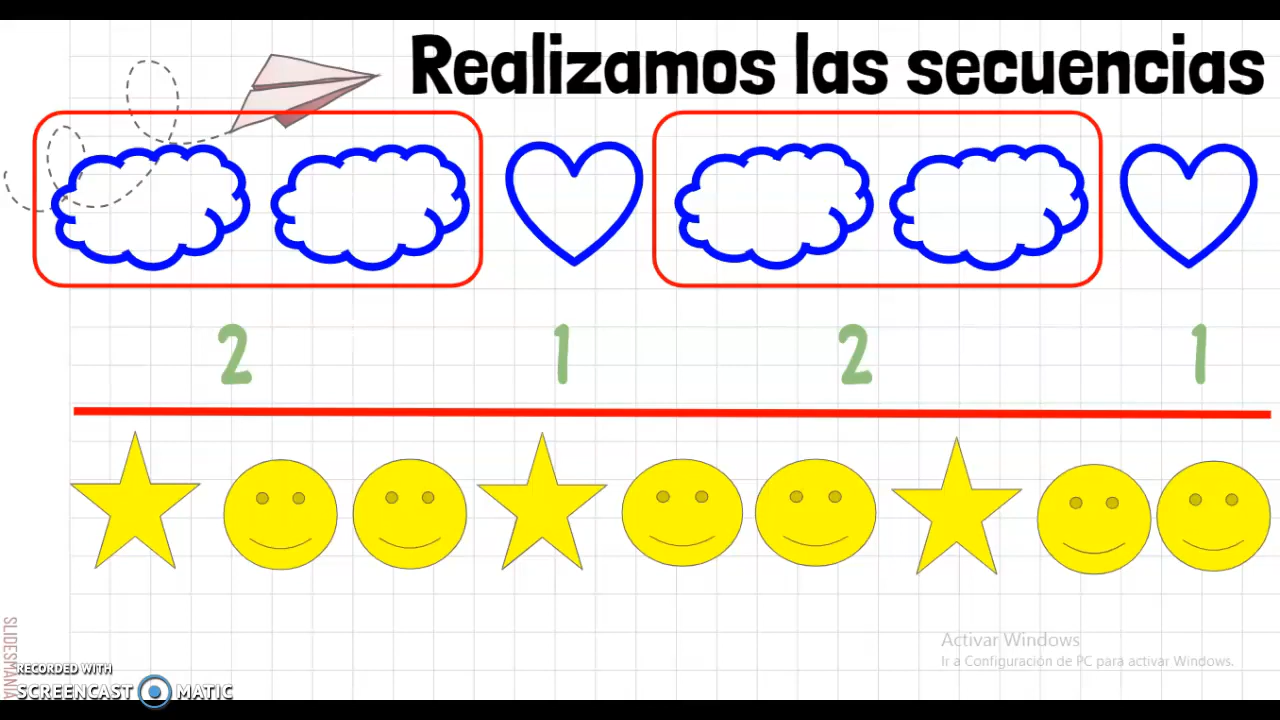 Realizamos las secuencias
2 1 2 1
Activar Windows
Ir a Configuración de PC para activar Windows.
SLIDESMANIA
RECORDED WITH
SCREENCAST MATIC